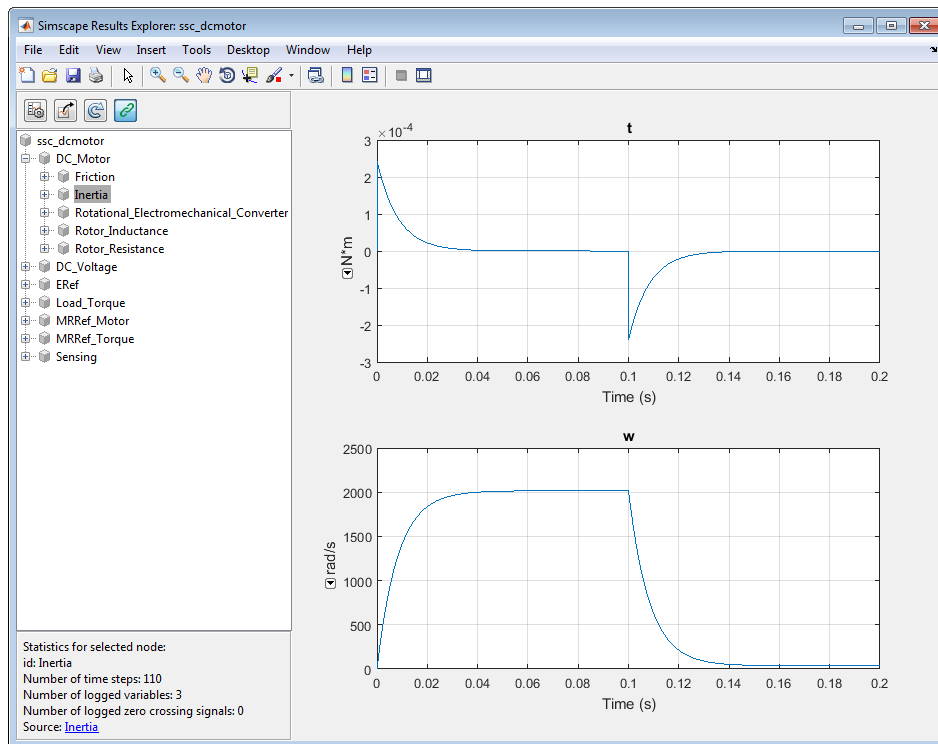 Simscape Results Explorer: ssc_dcmotor
File Edit View Insert Tools Desktop Window Help
ssc_dcmotor
DC_Motor
Friction
Inertia
Rotational_Electromechanical_Converter
Rotor_Inductance
Rotor_Resistance
DC_Voltage
ERef
Load_Torque
MRRef_Motor
MRRef_Torque
Sensing
Statistics for selected node:
id: Inertia
Number of time steps: 110
Number of logged variables: 3
Number of logged zero crossing signals: 0
Source: Inertia
t
×10⁻⁴
3
2
1
0
-1
-2
-3
N*m
0 0.02 0.04 0.06 0.08 0.1 0.12 0.14 0.16 0.18 0.2
Time (s)
w
2500
2000
1500
1000
500
0
rad/s
0 0.02 0.04 0.06 0.08 0.1 0.12 0.14 0.16 0.18 0.2
Time (s)